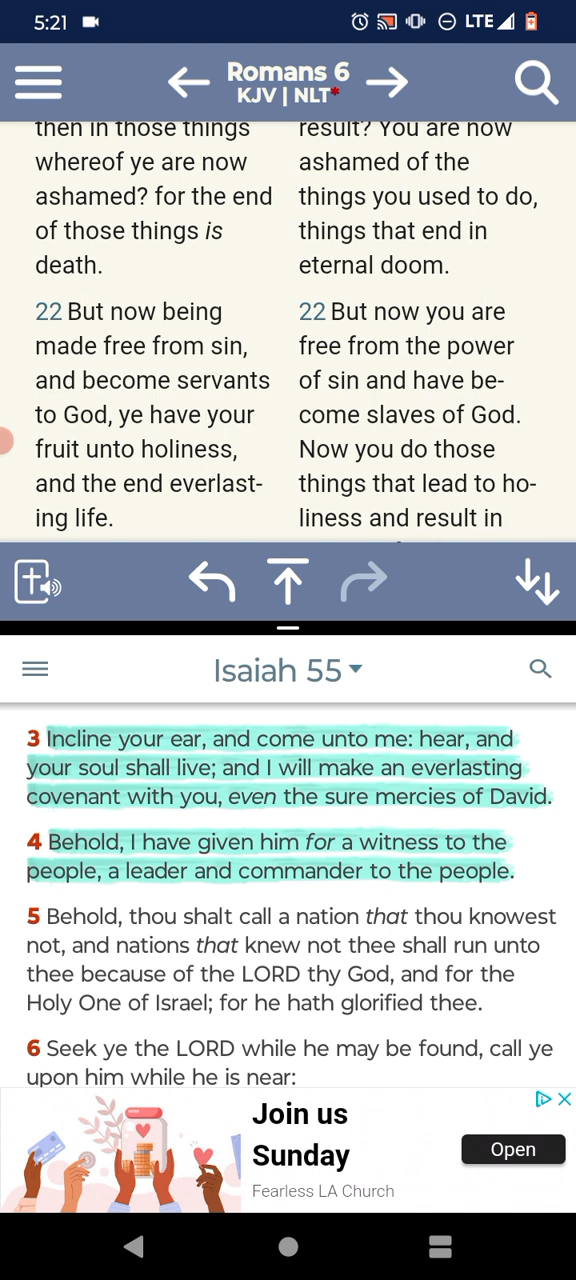 5:21
LTE
Romans 6
KJV | NLT*
then in those things
whereof ye are now
ashamed? for the end
of those things is
death.
22 But now being
made free from sin,
and become servants
to God, ye have your
fruit unto holiness,
and the end everlast-
ing life.
result? You are now
ashamed of the
things you used to do,
things that end in
eternal doom.
22 But now you are
free from the power
of sin and have be-
come slaves of God.
Now you do those
things that lead to ho-
liness and result in
Isaiah 55
3 Incline your ear, and come unto me: hear, and
your soul shall live; and I will make an everlasting
covenant with you, even the sure mercies of David.
4 Behold, I have given him for a witness to the
people, a leader and commander to the people.
5 Behold, thou shalt call a nation that thou knowest
not, and nations that knew not thee shall run unto
thee because of the LORD thy God, and for the
Holy One of Israel; for he hath glorified thee.
6 Seek ye the LORD while he may be found, call ye
upon him while he is near:
Join us
Sunday
Fearless LA Church
Open